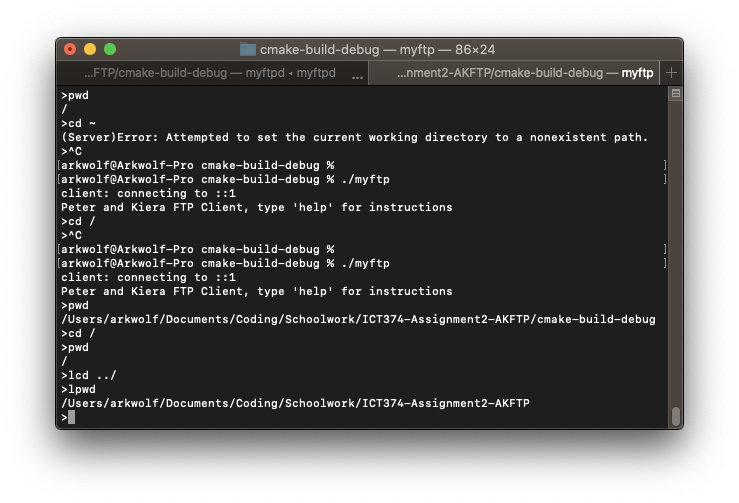 cmake-build-debug — myftp — 86×24
...FTP/cmake-build-debug — myftpd • myftpd ... ...nment2-AKFTP/cmake-build-debug — myftp +
>pwd
/
>cd ~
(Server)Error: Attempted to set the current working directory to a nonexistent path.
>^C
[arkwolf@Arkwolf-Pro cmake-build-debug % ]
[arkwolf@Arkwolf-Pro cmake-build-debug % ./myftp ]
client: connecting to ::1
Peter and Kiera FTP Client, type 'help' for instructions
>cd /
>^C
[arkwolf@Arkwolf-Pro cmake-build-debug % ]
[arkwolf@Arkwolf-Pro cmake-build-debug % ./myftp ]
client: connecting to ::1
Peter and Kiera FTP Client, type 'help' for instructions
>pwd
/Users/arkwolf/Documents/Coding/Schoolwork/ICT374-Assignment2-AKFTP/cmake-build-debug
>cd /
>pwd
/
>lcd ../
>lpwd
/Users/arkwolf/Documents/Coding/Schoolwork/ICT374-Assignment2-AKFTP
>